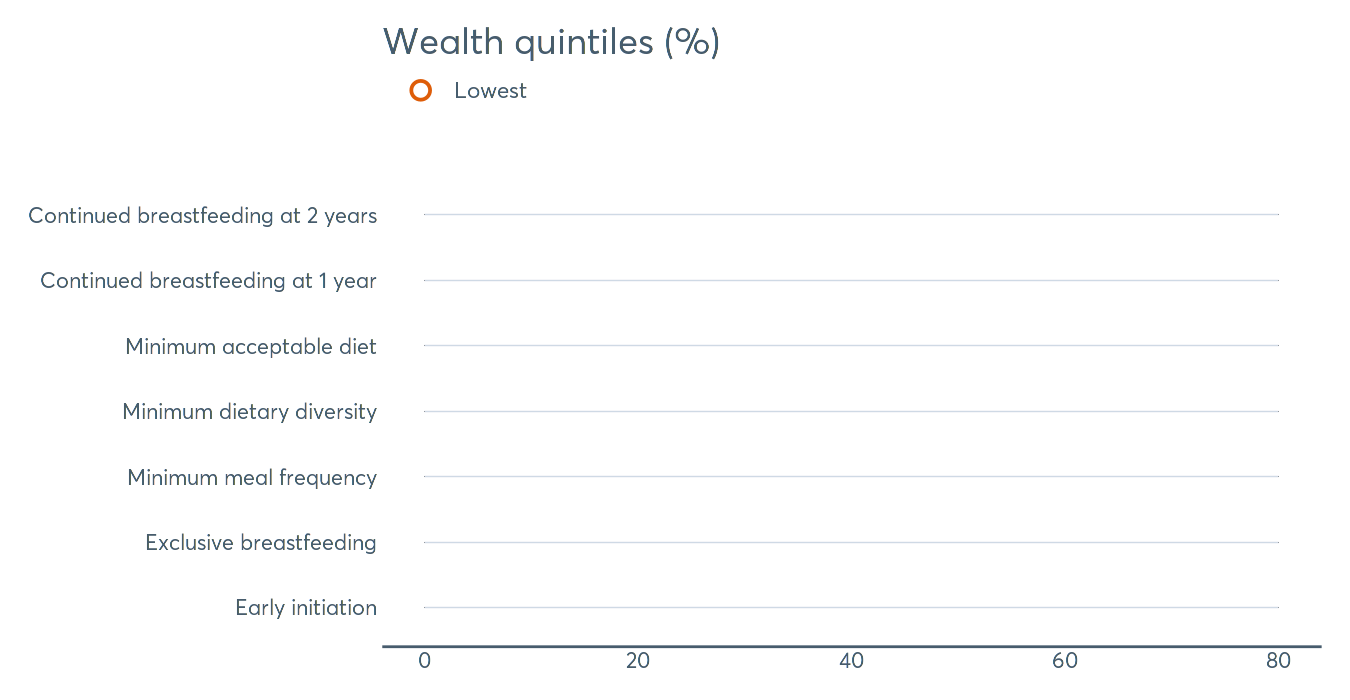 Wealth quintiles (%)
Lowest
Continued breastfeeding at 2 years
Continued breastfeeding at 1 year
Minimum acceptable diet
Minimum dietary diversity
Minimum meal frequency
Exclusive breastfeeding
Early initiation
0 20 40 60 80